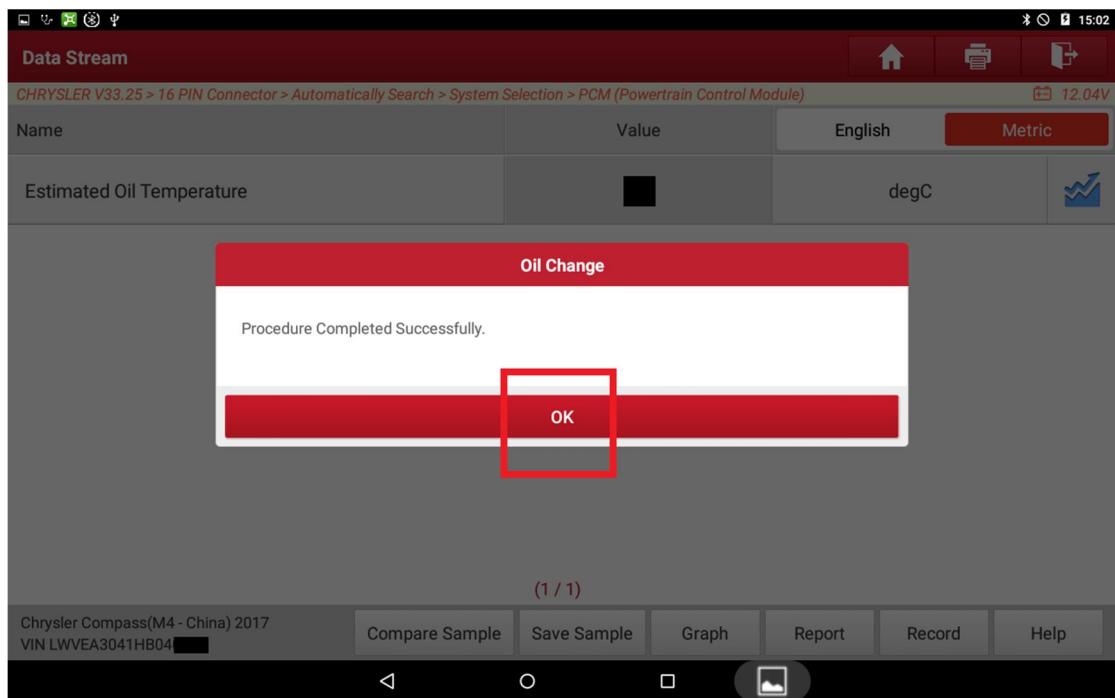 15:02
Data Stream
CHRYSLER V33.25 > 16 PIN Connector > Automatically Search > System Selection > PCM (Powertrain Control Module) 12.04V
Name Value English Metric
Estimated Oil Temperature degC
Oil Change
Procedure Completed Successfully.
OK
(1 / 1)
Chrysler Compass(M4 - China) 2017
VIN LWVEA3041HB04
Compare Sample Save Sample Graph Report Record Help